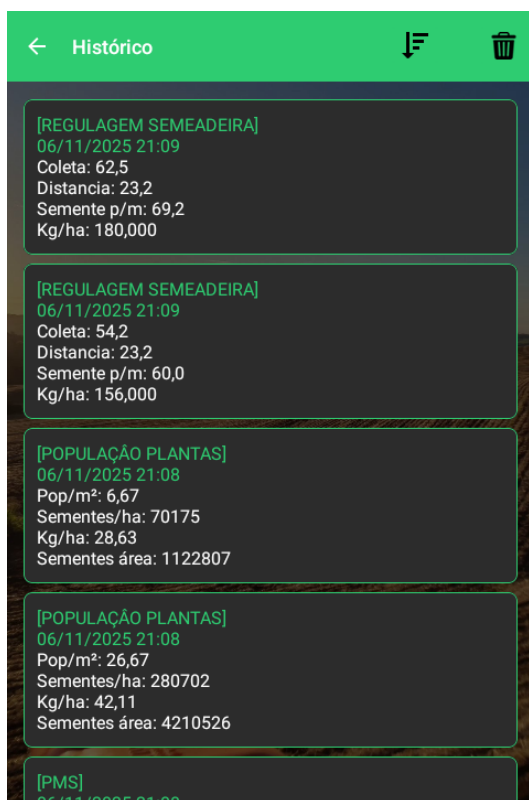 Histórico
[REGULAGEM SEMEADEIRA]
06/11/2025 21:09
Coleta: 62,5
Distancia: 23,2
Semente p/m: 69,2
Kg/ha: 180,000
[REGULAGEM SEMEADEIRA]
06/11/2025 21:09
Coleta: 54,2
Distancia: 23,2
Semente p/m: 60,0
Kg/ha: 156,000
[POPULAÇÂO PLANTAS]
06/11/2025 21:08
Pop/m²: 6,67
Sementes/ha: 70175
Kg/ha: 28,63
Sementes área: 1122807
[POPULAÇÂO PLANTAS]
06/11/2025 21:08
Pop/m²: 26,67
Sementes/ha: 280702
Kg/ha: 42,11
Sementes área: 4210526
[PMS]